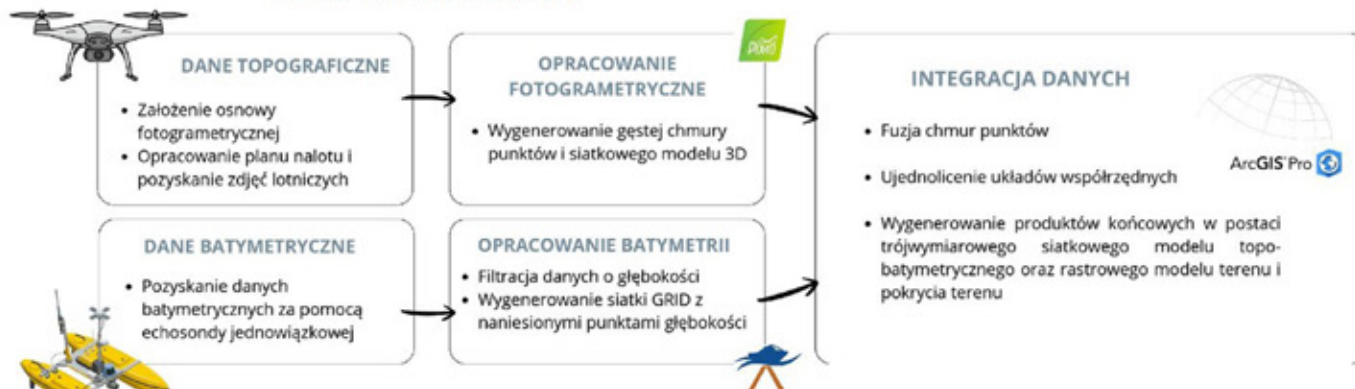 DANE TOPOGRAFICZNE
• Założenie osnowy
fotogrametrycznej
• Opracowanie planu nalotu i
pozyskanie zdjęć lotniczych
OPRACOWANIE
FOTOGRAMETRYCZNE
• Wygenerowanie gęstej chmury
punktów i siatkowego modelu 3D
DANE BATYMETRYCZNE
• Pozyskanie danych
batymetrycznych za pomocą
echosondy jednowiązkowej
OPRACOWANIE BATYMETRII
• Filtracja danych o głębokości
• Wygenerowanie siatki GRID z
naniesionymi punktami głębokości
INTEGRACJA DANYCH
• Fuzja chmur punktów
ArcGIS Pro
• Ujednolicenie układów współrzędnych
• Wygenerowanie produktów końcowych w postaci
trójwymiarowego siatkowego modelu topo-
batymetrycznego oraz rastrowego modelu terenu i
pokrycia terenu